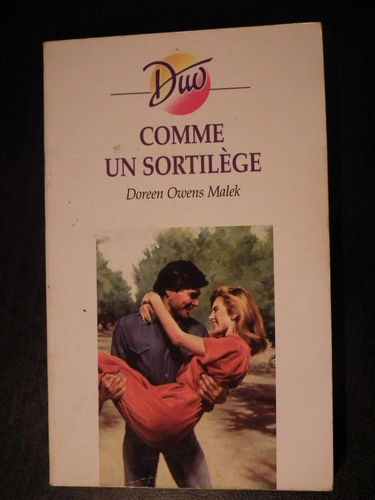 Duo
COMME
UN SORTILÈGE
Doreen Owens Malek